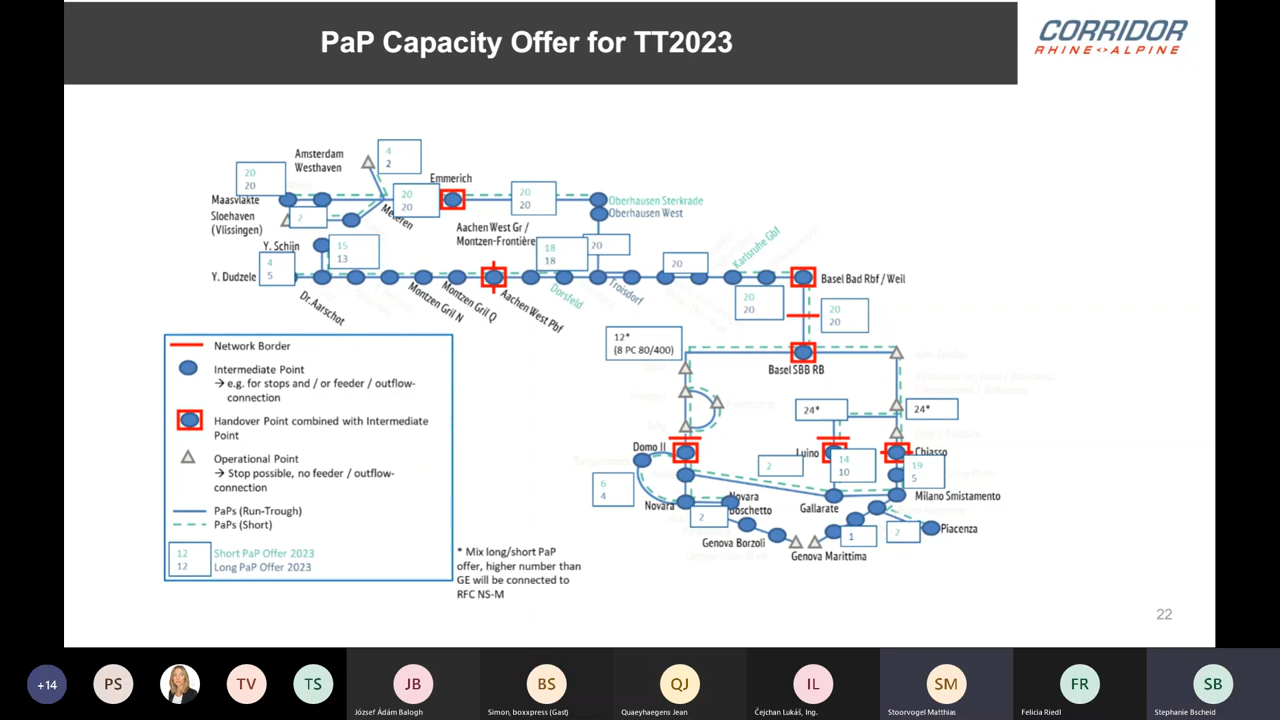 PaP Capacity Offer for TT2023
CORRIDOR
RHINE<->ALPINE
Amsterdam
Westhaven
4
2
20
20
Emmerich
Maasvlakte
20
20
20
20
Oberhausen Sterkrade
Oberhausen West
Sloehaven
(Vlissingen)
2
Meteren
Aachen West Gr /
Montzen-Frontière
Y. Schijn
15
13
18
18
20
20
Karlsruhe Gbf
Y. Dudzele
4
5
Basel Bad Rbf / Weil
Dr.Aarschot
Montzen Gril N
Montzen Gril Q
Aachen West Pbf
Dorsfeld
Troisdorf
20
20
20
20
12*
(8 PC 80/400)
Basel SBB RB
24*
24*
Domo II
Luino
Chiasso
2
14
10
19
5
6
4
Novara
Novara
Boschetto
Gallarate
Milano Smistamento
2
1
2
Piacenza
Genova Borzoli
Genova Marittima
Network Border
Intermediate Point
→ e.g. for stops and / or feeder / outflow-
connection
Handover Point combined with Intermediate
Point
Operational Point
→ Stop possible, no feeder / outflow-
connection
PaPs (Run-Trough)
PaPs (Short)
12 Short PaP Offer 2023
12 Long PaP Offer 2023
* Mix long/short PaP
offer, higher number than
GE will be connected to
RFC NS-M
22
+14
PS
TV
TS
JB
BS
QJ
IL
SM
FR
SB
József Ádám Balogh
Simon, boxxpress (Gast)
Quaeyhaegens Jean
Čejchan Lukáš, Ing.
Stoorvogel Matthias
Felicia Riedl
Stephanie Bscheid